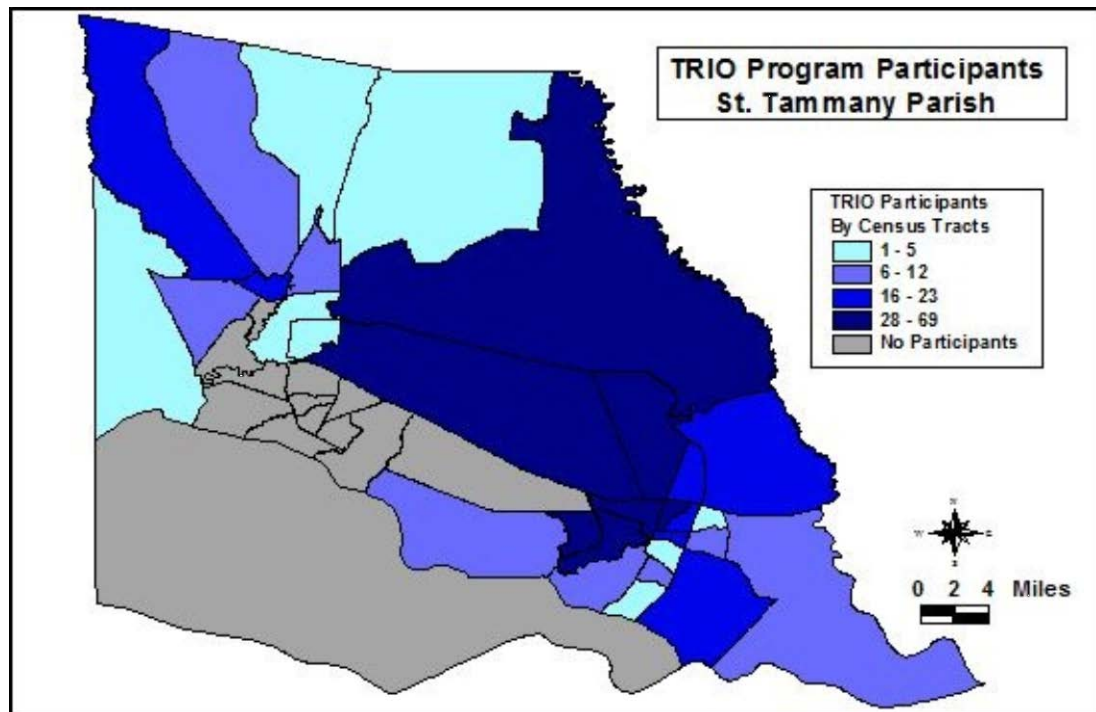 TRIO Program Participants
St. Tammany Parish
TRIO Participants
By Census Tracts
1 - 5
6 - 12
16 - 23
28 - 69
No Participants
N
W E
S
0 2 4 Miles